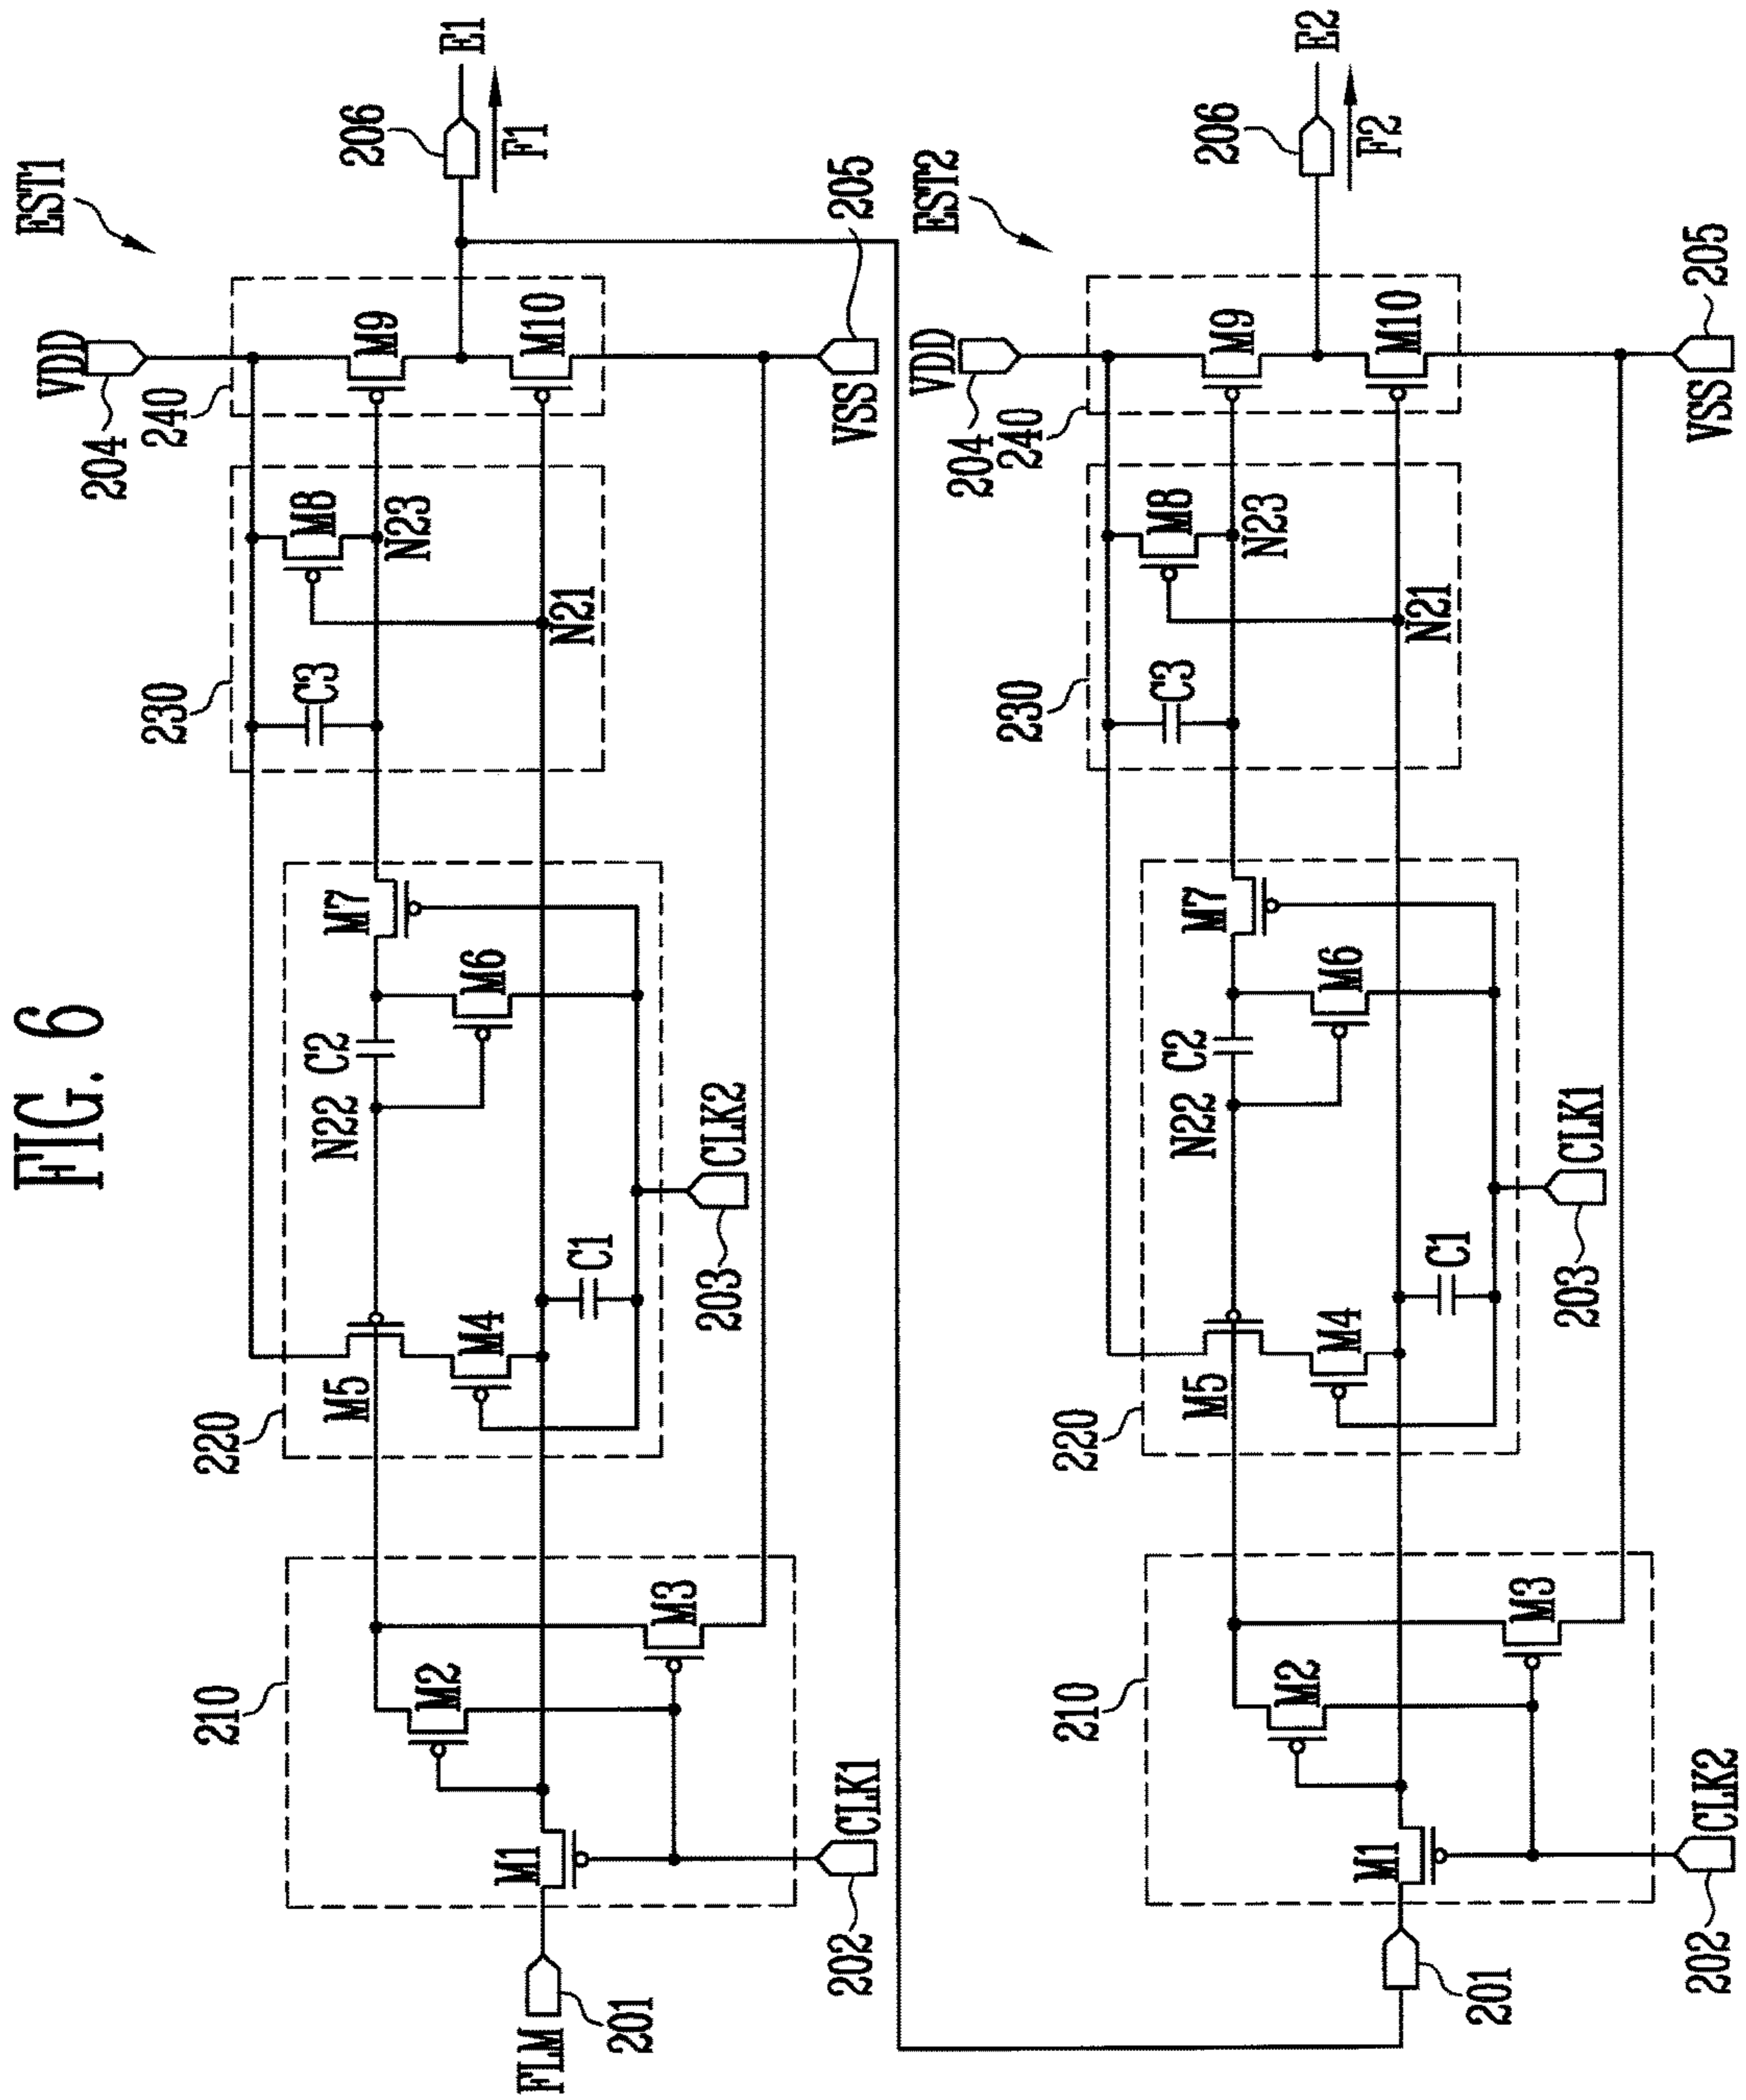 FIG. 6
EST1
VDD
204
240
230
220
210
M9
M8
C3
M7
C2
N22
M5
M2
N23
206
E1
F1
M10
N21
M6
M4
C1
M3
M1
FLM
201
CLK2
203
CLK1
202
VSS
205
EST2
VDD
204
240
230
220
210
M9
M8
C3
M7
C2
N22
M5
M2
N23
206
E2
F2
M10
N21
M6
M4
C1
M3
M1
201
CLK1
203
CLK2
202
VSS
205